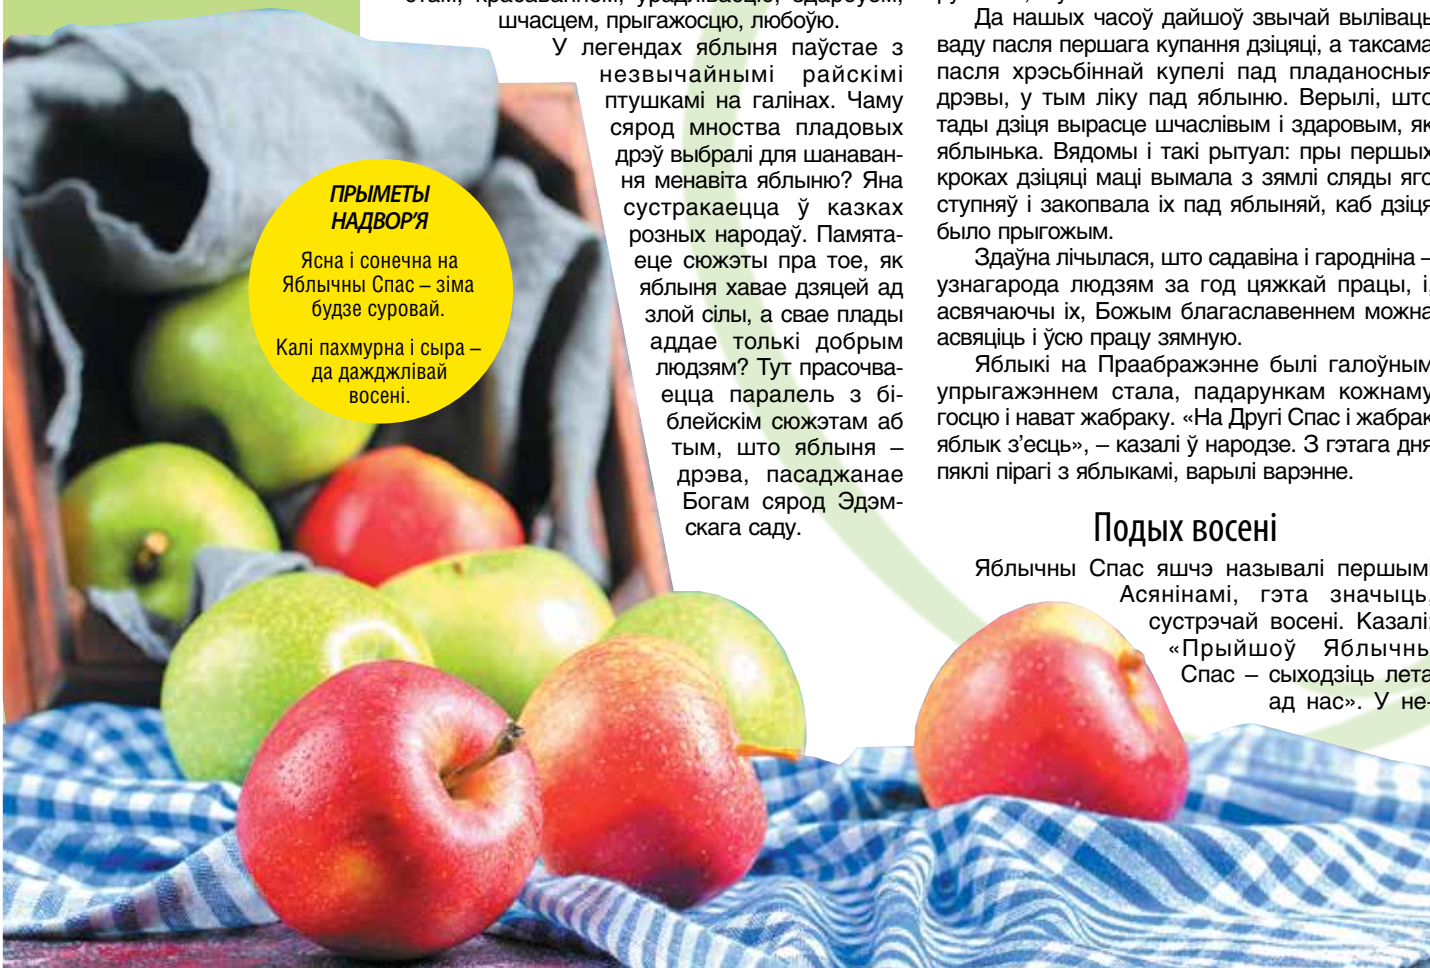 шчасцем, прыгажосцю, любоўю.
У легендах яблыня паўстае з
незвычайнымі райскімі
птушкамі на галінах. Чаму
сярод мноства пладовых
дрэў выбралі для шанаван-
ня менавіта яблыню? Яна
сустракаецца ў казках
розных народаў. Памята-
еце сюжэты пра тое, як
яблыня хавае дзяцей ад
злой сілы, а свае плады
аддае толькі добрым
людзям? Тут прасочва-
ецца паралель з бі-
блейскім сюжэтам аб
тым, што яблыня –
дрэва, пасаджанае
Богам сярод Эдэм-
скага саду.
ПРЫМЕТЫ
НАДВОР'Я
Ясна і сонечна на
Яблычны Спас – зіма
будзе суровай.
Калі пахмурна і сыра –
да дажджлівай
восені.
Да нашых часоў дайшоў звычай выліваць
ваду пасля першага купання дзіцяці, а таксама
пасля хрэсьбіннай купелі пад пладаносныя
дрэвы, у тым ліку пад яблыню. Верылі, што
тады дзіця вырасце шчаслівым і здаровым, як
яблынька. Вядомы і такі рытуал: пры першых
кроках дзіцяці маці вымала з зямлі сляды яго
ступняў і закопвала іх пад яблыняй, каб дзіця
было прыгожым.
Здаўна лічылася, што садавіна і гародніна –
узнагарода людзям за год цяжкай працы, і,
асвячаючы іх, Божым благаславеннем можна
асвяціць і ўсю працу зямную.
Яблыкі на Праабражэнне былі галоўным
упрыгажэннем стала, падарункам кожнаму
госцю і нават жабраку. «На Другі Спас і жабрак
яблык з'есць», – казалі ў народзе. З гэтага дня
пяклі пірагі з яблыкамі, варылі варэнне.
Подых восені
Яблычны Спас яшчэ называлі першымі
Асянінамі, гэта значыць,
сустрэчай восені. Казалі:
«Прыйшоў Яблычны
Спас – сыходзіць лета
ад нас». У не-